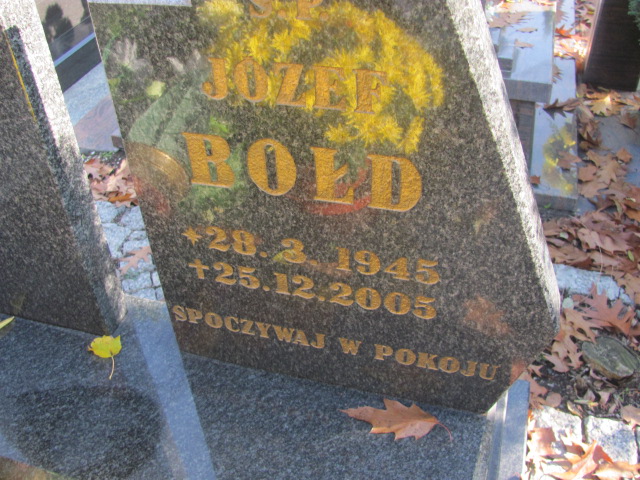 Ś.P.
JÓZEF
BOŁD
*28.3.1945
+25.12.2005
SPOCZYWAJ W POKOJU